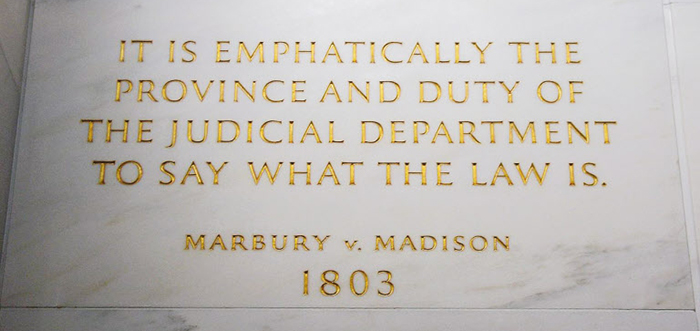 IT IS EMPHATICALLY THE
PROVINCE AND DUTY OF
THE JUDICIAL DEPARTMENT
TO SAY WHAT THE LAW IS.
MARBURY v. MADISON
1803